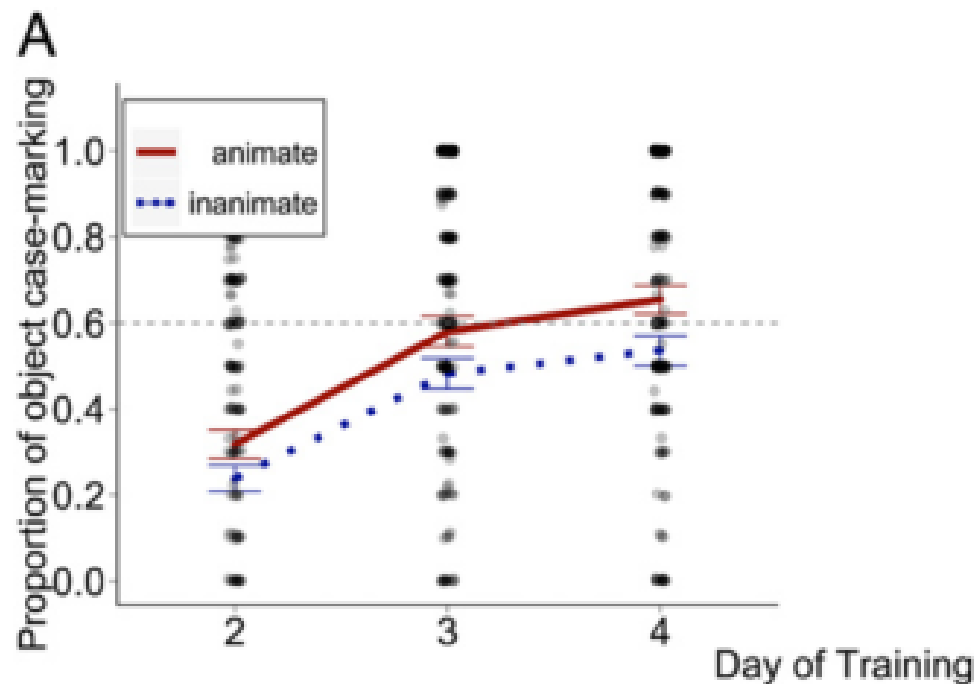 A
Proportion of object case-marking
animate
inanimate
1.0
0.8
0.6
0.4
0.2
0.0
2 3 4
Day of Training